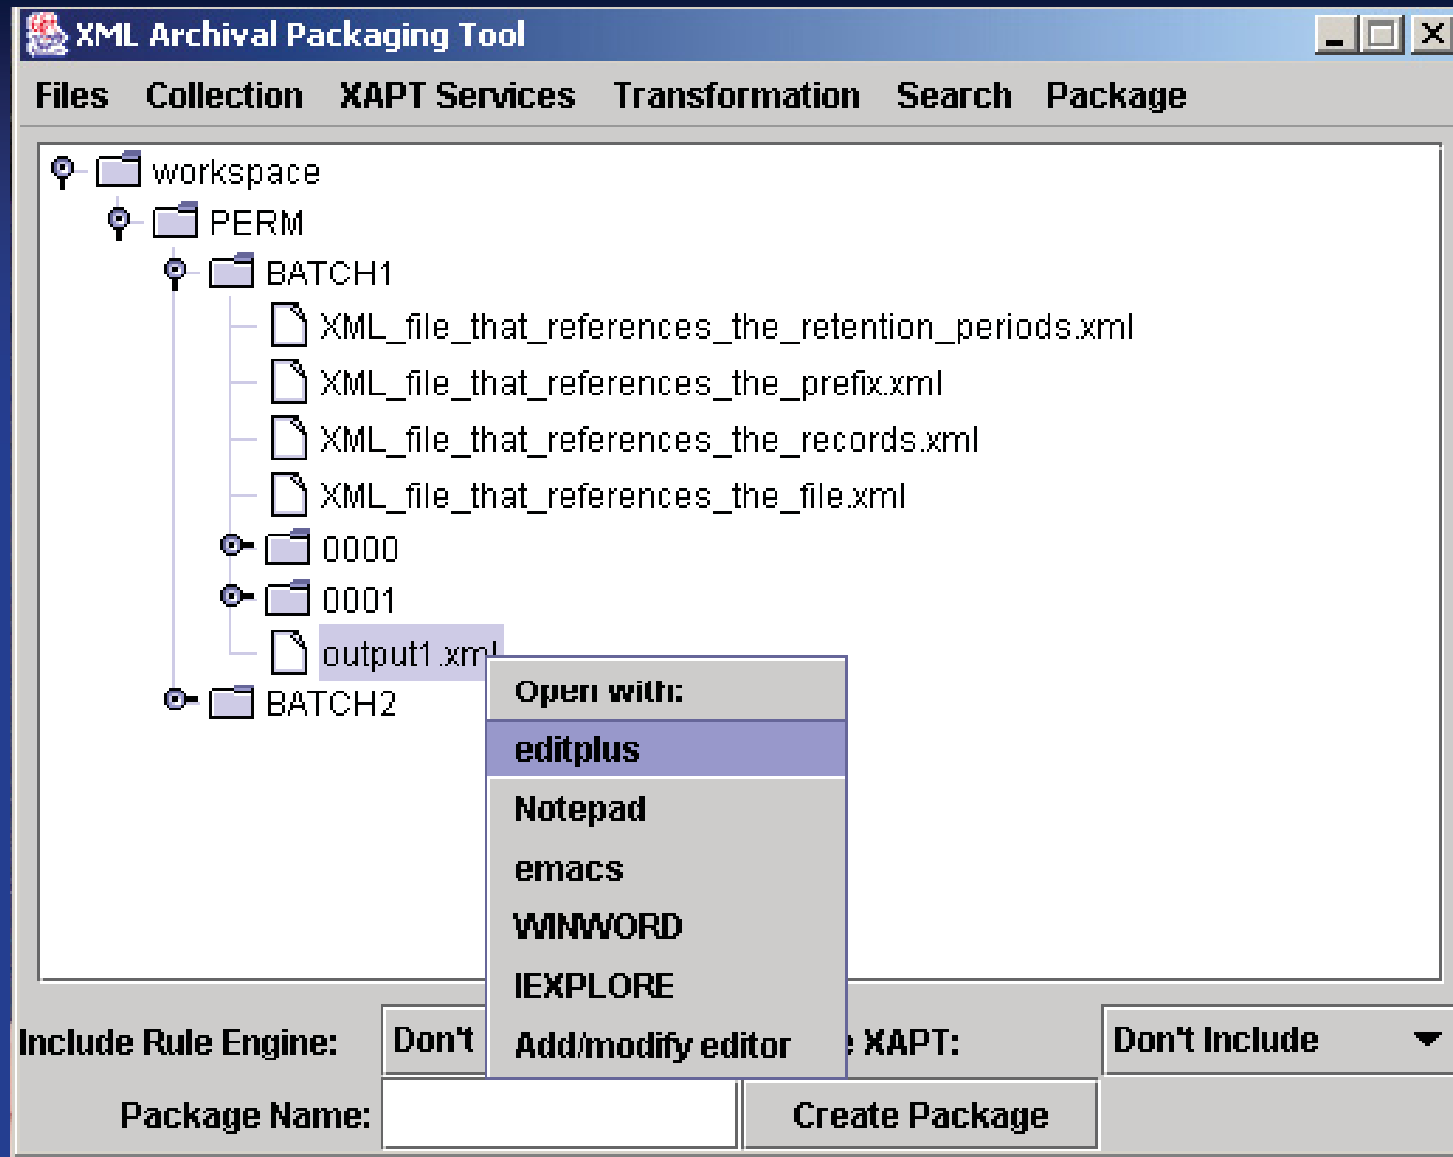 XML Archival Packaging Tool
Files Collection XAPT Services Transformation Search Package
workspace
PERM
BATCH1
XML_file_that_references_the_retention_periods.xml
XML_file_that_references_the_prefix.xml
XML_file_that_references_the_records.xml
XML_file_that_references_the_file.xml
0000
0001
output1.xml
BATCH2
Open with:
editplus
Notepad
emacs
WINWORD
IEXPLORE
Add/modify editor
Include Rule Engine: Don't XAPT: Don't Include
Package Name: Create Package